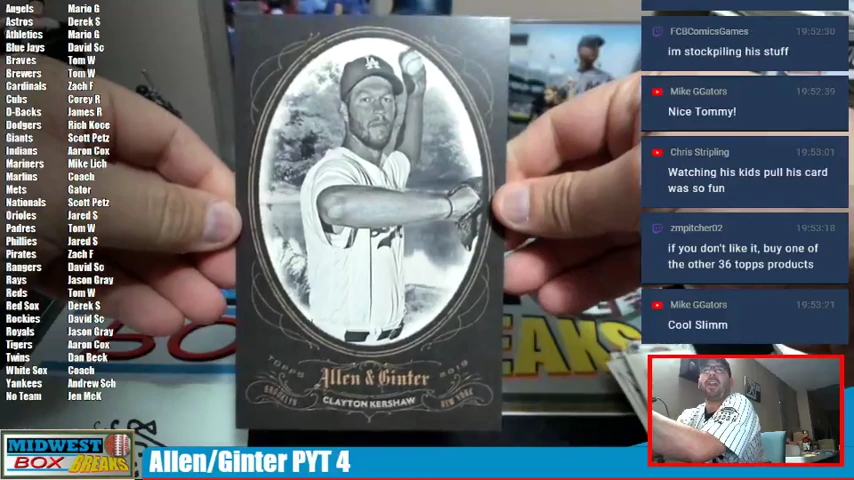 Angels Mario G
Astros Derek S
Athletics Mario G
Blue Jays David Sc
Braves Tom W
Brewers Tom W
Cardinals Zach F
Cubs Corey R
D-Backs James R
Dodgers Rich Koce
Giants Scott Petz
Indians Aaron Cox
Mariners Mike Lich
Marlins Coach
Mets Gator
Nationals Scott Petz
Orioles Jared S
Padres Tom W
Phillies Jared S
Pirates Zach F
Rangers David Sc
Rays Jason Gray
Reds Tom W
Red Sox Derek S
Rockies David Sc
Royals Jason Gray
Tigers Aaron Cox
Twins Dan Beck
White Sox Coach
Yankees Andrew Sch
No Team Jen McK
LA
TOPPS 2019
Allen & Ginter
BROOKLYN NEW YORK
CLAYTON KERSHAW
BREAKS
FCBComicsGames 19:52:30
im stockpiling his stuff
Mike GGators 19:52:39
Nice Tommy!
Chris Stripling 19:53:01
Watching his kids pull his card
was so fun
zmpitcher02 19:53:18
if you don't like it, buy one of
the other 36 topps products
Mike GGators 19:53:21
Cool Slimm
MIDWEST
BOX BREAKS
Allen/Ginter PYT 4